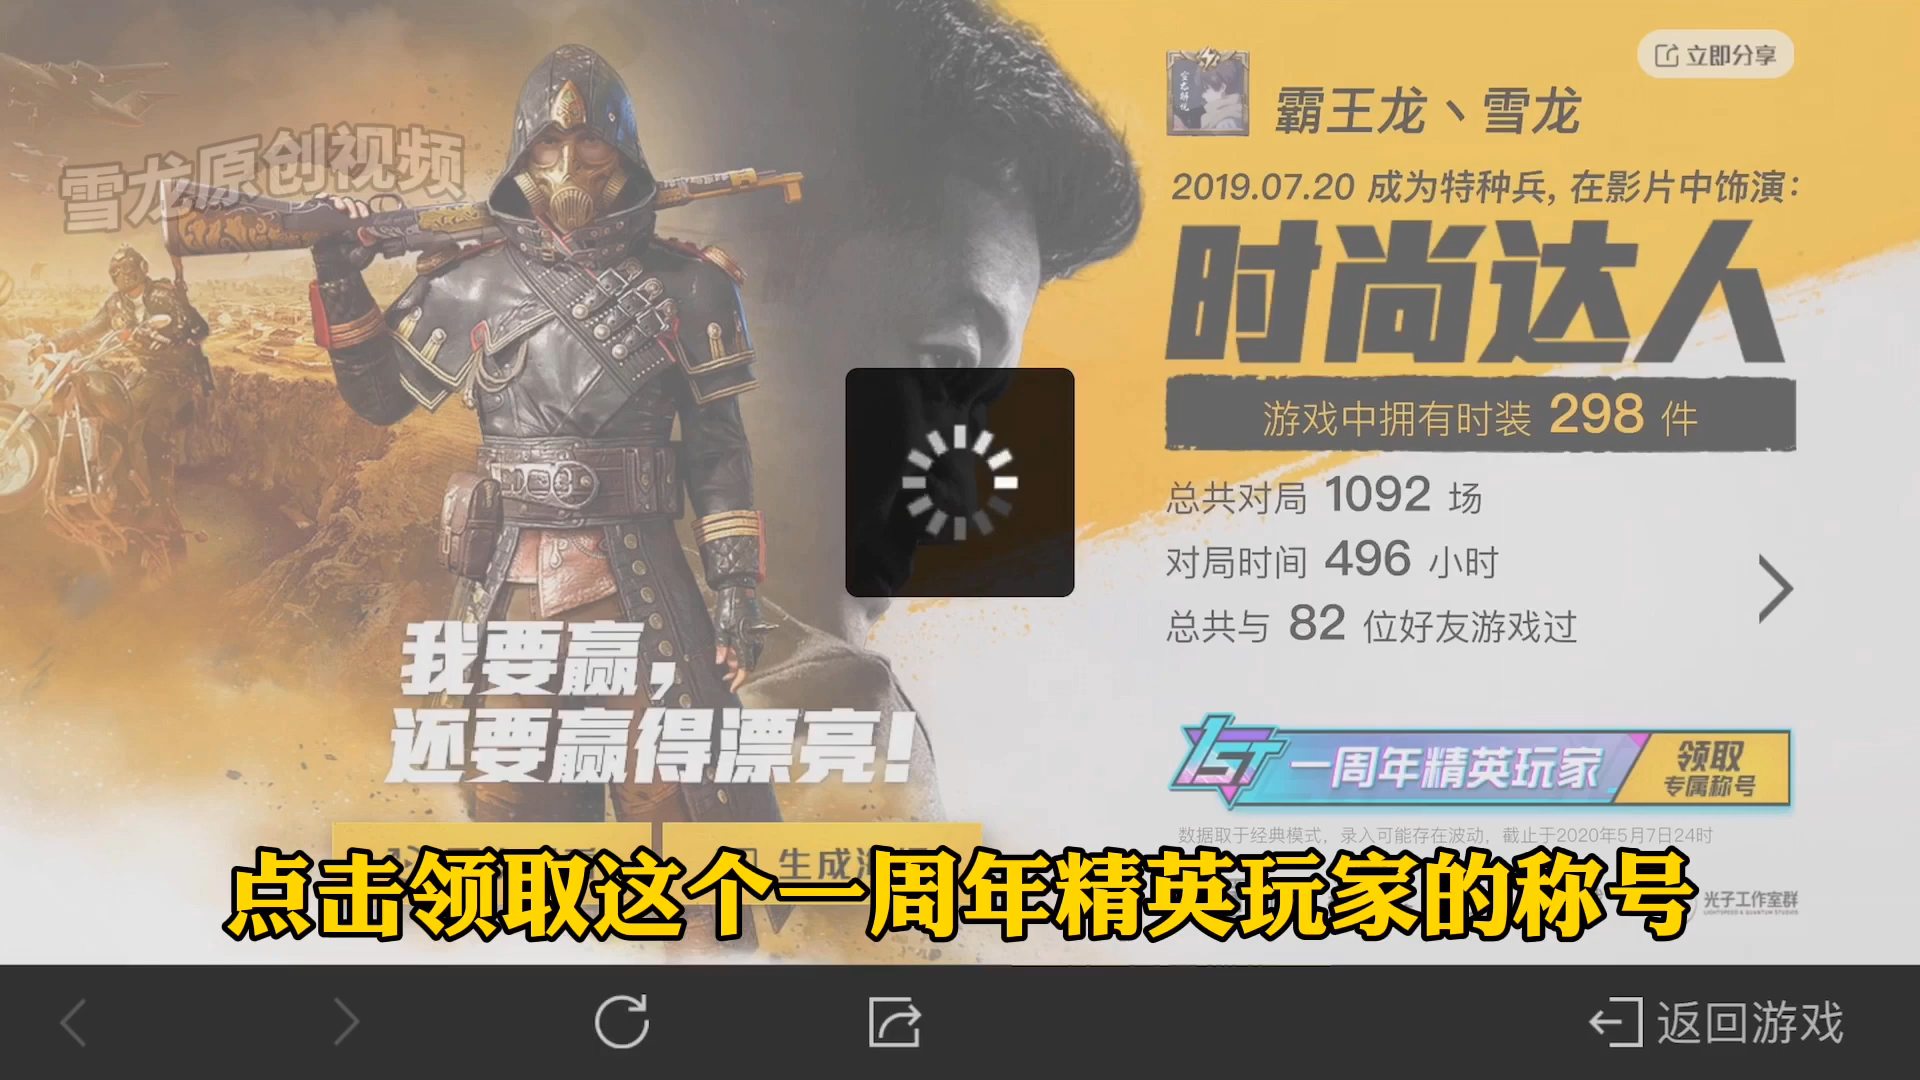 立即分享
霸王龙丶雪龙
雪龙原创视频
2019.07.20 成为特种兵, 在影片中饰演：
时尚达人
游戏中拥有时装 298 件
总共对局 1092 场
对局时间 496 小时
总共与 82 位好友游戏过
我要赢，
还要赢得漂亮！
1ST 一周年精英玩家 领取
专属称号
数据取于经典模式，录入可能存在波动，截止于2020年5月7日24时
生成
点击领取这个一周年精英玩家的称号
光子工作室群
LIGHTSPEED & QUANTUM STUDIOS
返回游戏